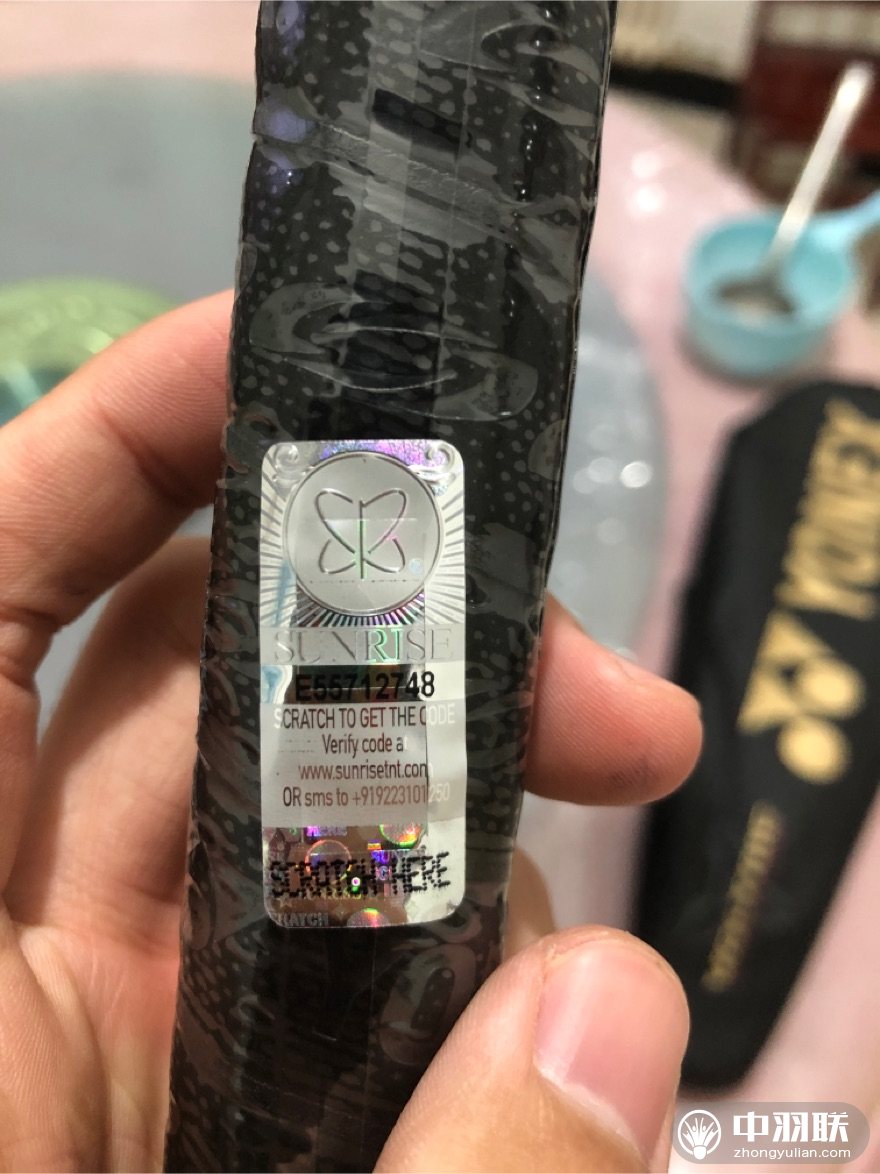 SUNRISE
E55712748
SCRATCH TO GET THE CODE
Verify code at
www.sunrisetnt.com
OR sms to +919223101250
SCRATCH HERE
YONEX
中羽联
zhongyulian.com